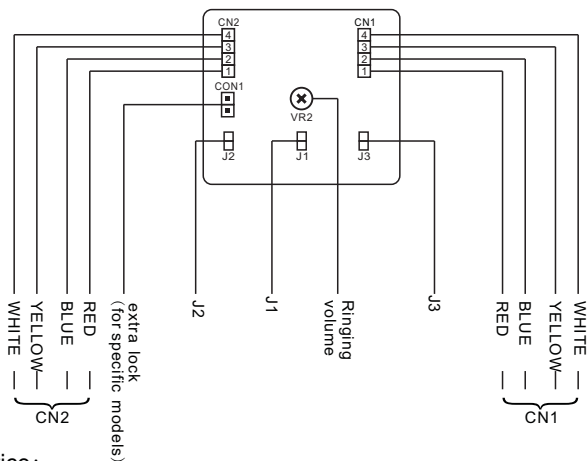 CN2
CN1
4
3
2
1
4
3
2
1
CON1
VR2
J2
J1
J3
WHITE
YELLOW
BLUE
RED
extra lock
(for specific models)
J2
J1
Ringing
volume
J3
RED
BLUE
YELLOW
WHITE
CN2
CN1